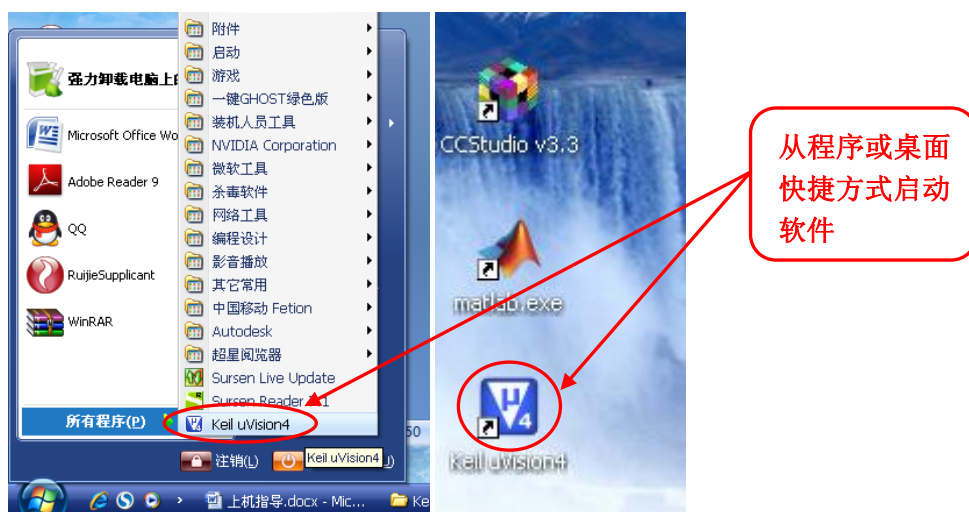 强力卸载电脑上的
Microsoft Office Wo
Adobe Reader 9
QQ
RuijieSupplicant
WinRAR
所有程序(P)
附件
启动
游戏
一键GHOST绿色版
装机人员工具
NVIDIA Corporation
微软工具
杀毒软件
网络工具
编程设计
影音播放
其它常用
中国移动 Fetion
Autodesk
超星阅览器
Sursen Live Update
Sursen Reader
Keil uVision4
注销(L)
Keil uVision4
U)
50
上机指导.docx - Mic...
Ke
CCStudio v3.3
matlab.exe
Keil uVision4
从程序或桌面
快捷方式启动
软件